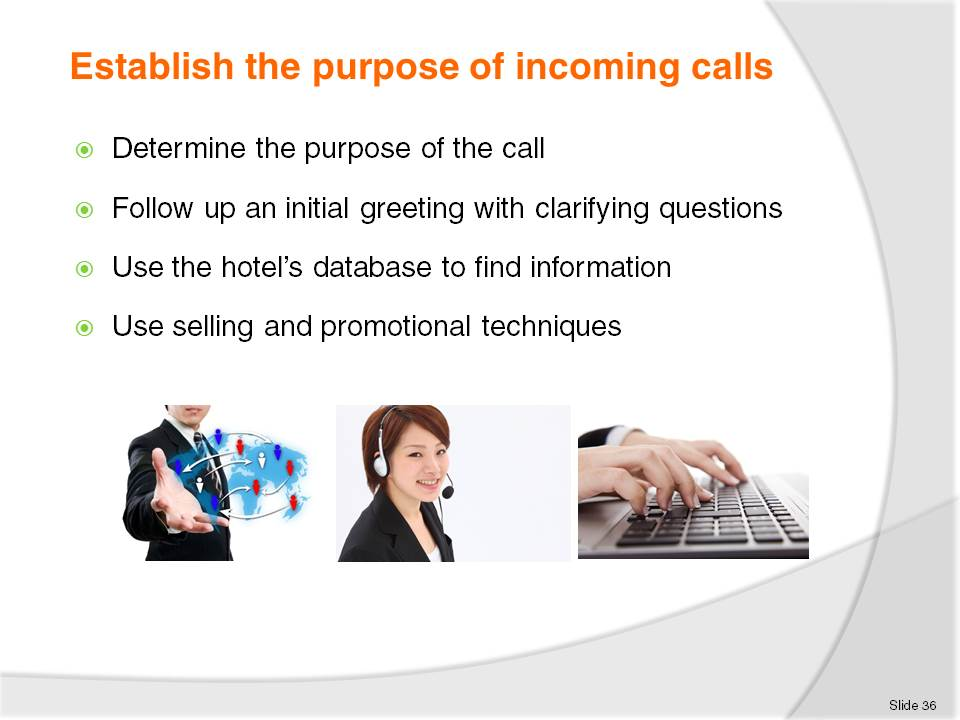 Establish the purpose of incoming calls
Determine the purpose of the call
Follow up an initial greeting with clarifying questions
Use the hotel’s database to find information
Use selling and promotional techniques
Slide 36